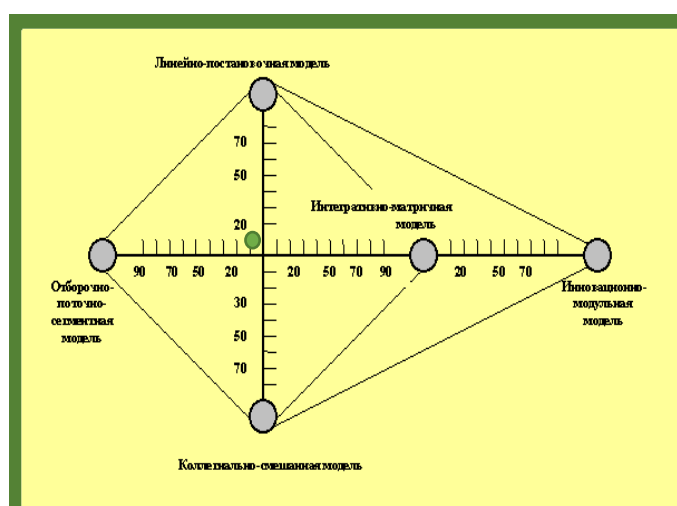 Линейно-постановочная модель
70
50
20
Интегративно-матричная
модель
90 70 50 20 20 50 70 90 20 50 70
Отборочно-
поточно-
сегментная
модель
Инновационно-
модульная
модель
30
50
70
Коллегиально-смешанная модель